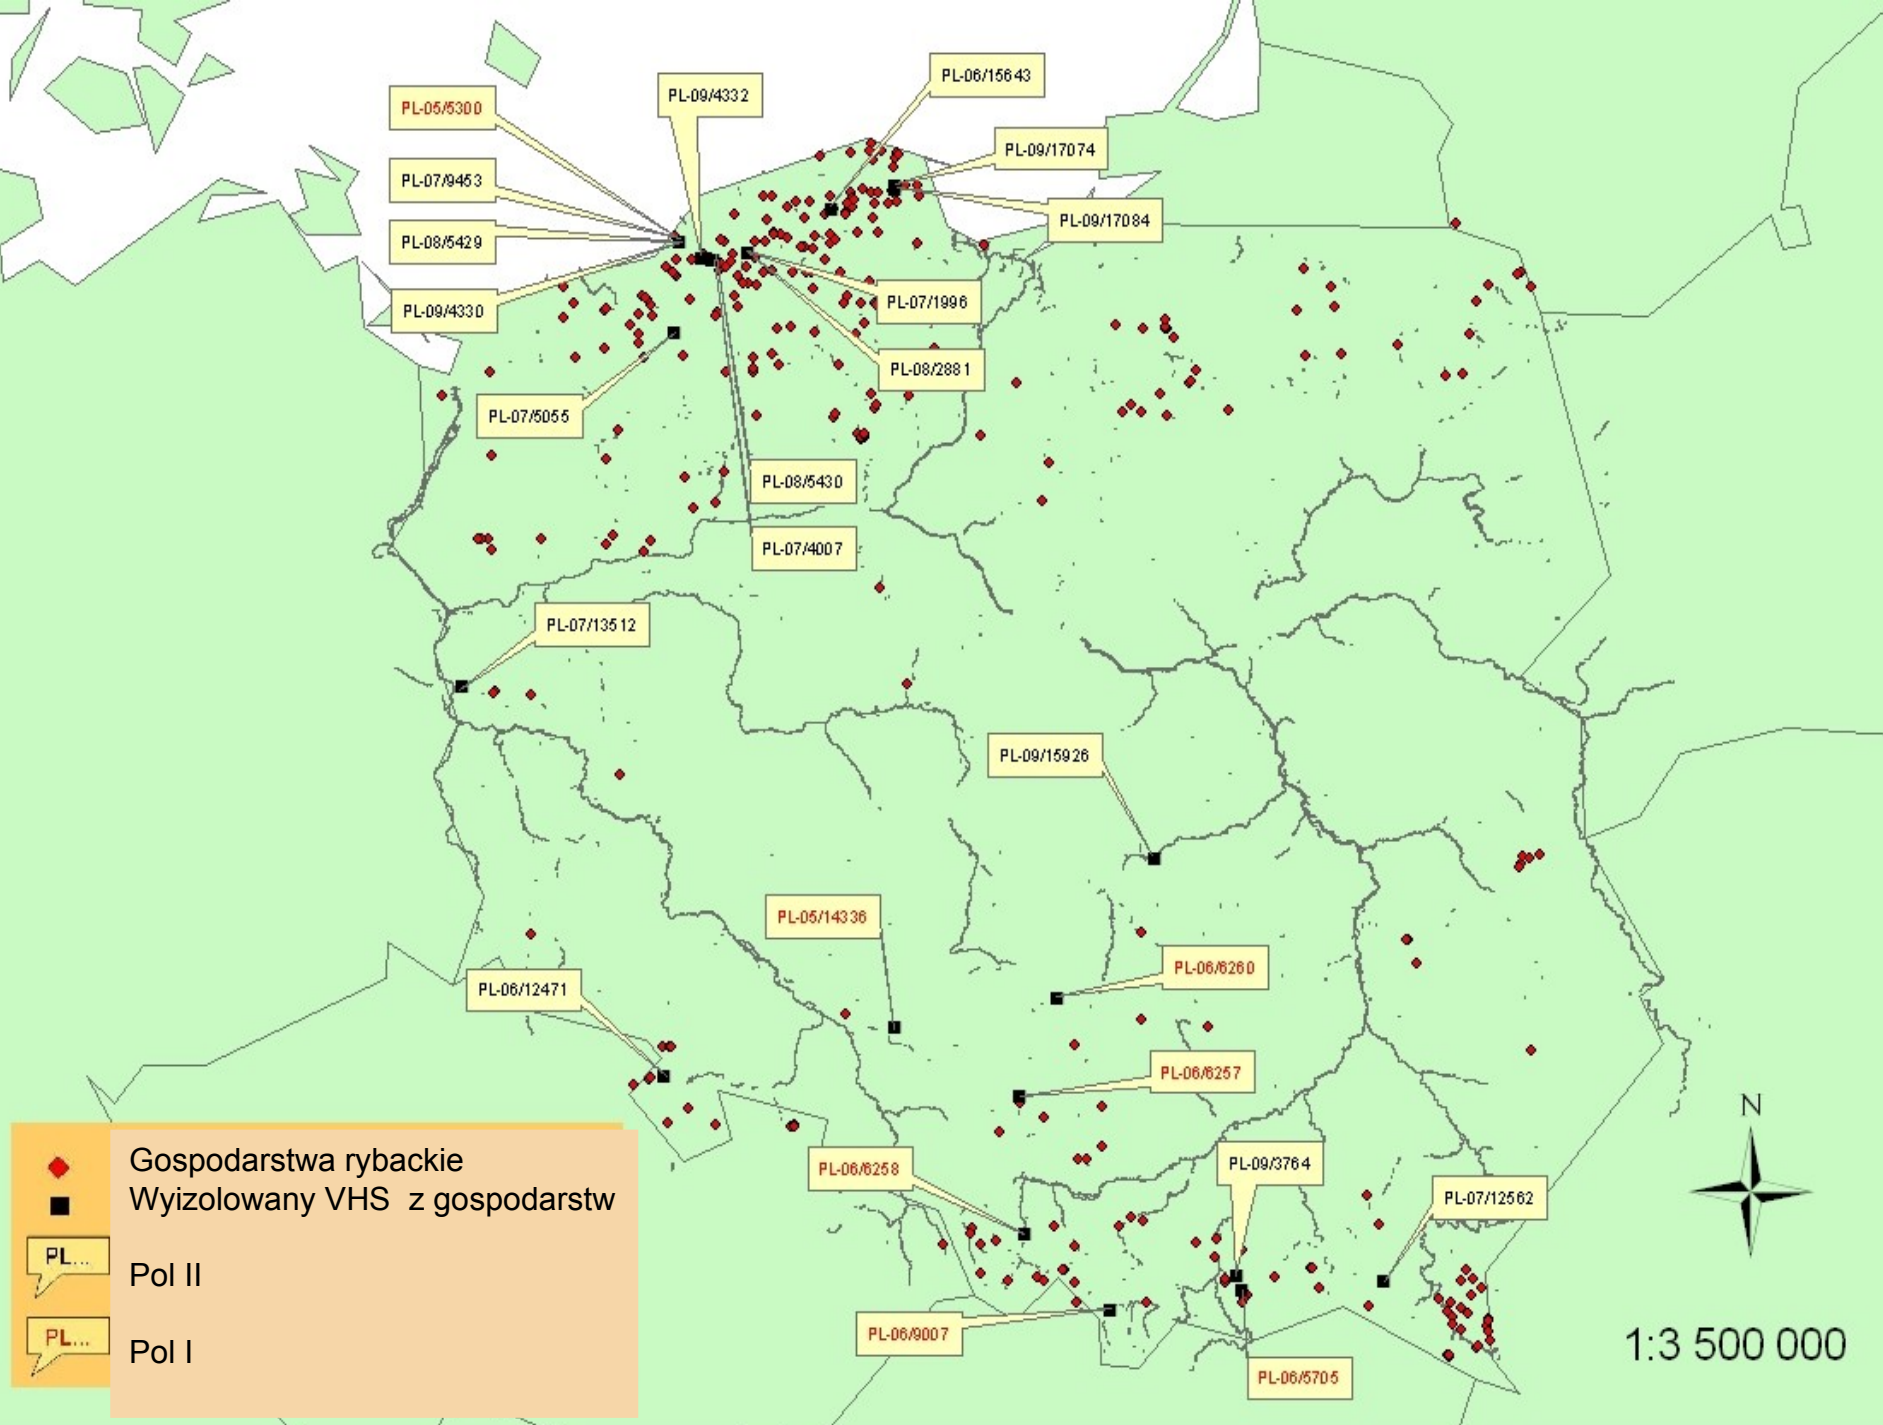 PL-06/15643
PL-09/4332
PL-05/5300
PL-09/17074
PL-07/9453
PL-09/17084
PL-08/5429
PL-07/1996
PL-09/4330
PL-08/2881
PL-07/5055
PL-08/5430
PL-07/4007
PL-07/13512
PL-09/15926
PL-05/14336
PL-06/6260
PL-06/12471
PL-06/6257
N
PL-06/6258
PL-09/3764
PL-07/12562
PL-06/9007
PL-06/5705
1:3 500 000
Gospodarstwa rybackie
Wyizolowany VHS z gospodarstw
PL...
Pol II
PL...
Pol I